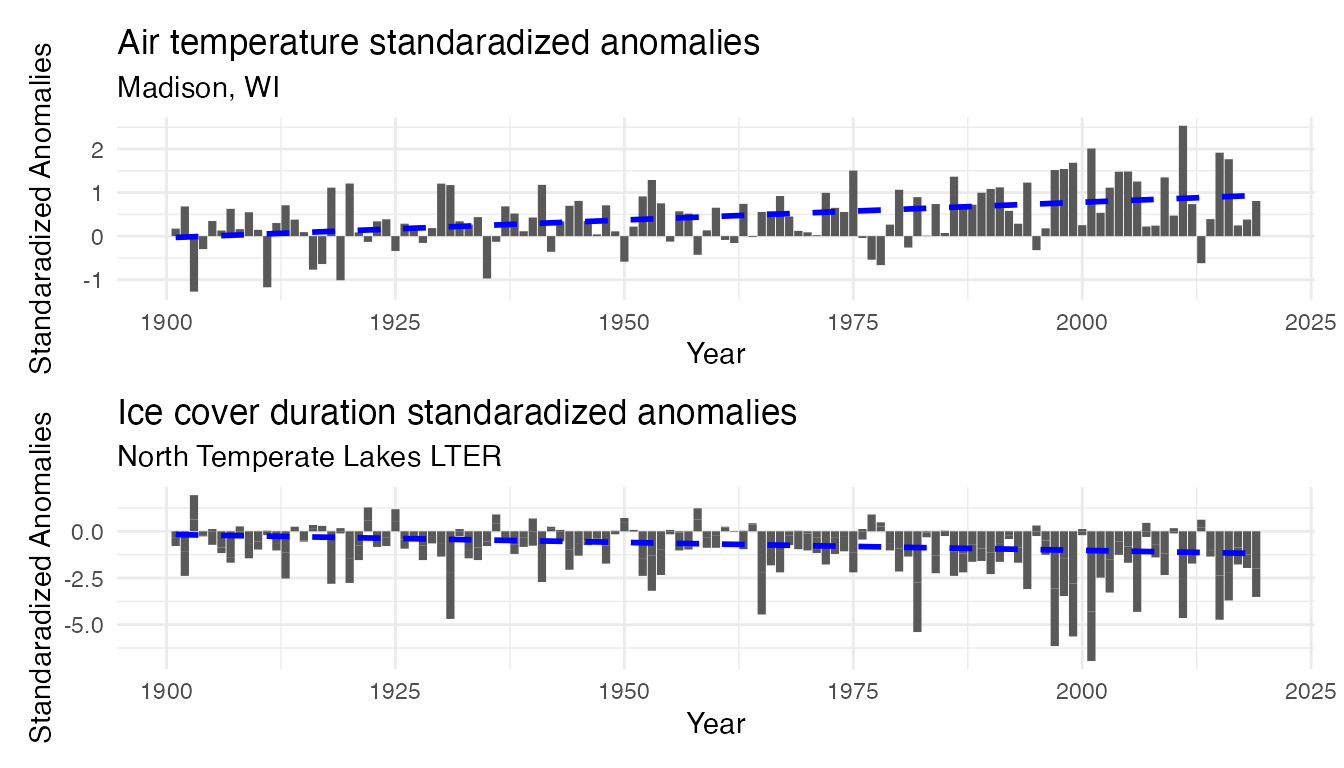 Air temperature standaradized anomalies
Madison, WI
Standaradized Anomalies
2
1
0
-1
1900 1925 1950 1975 2000 2025
Year
Ice cover duration standaradized anomalies
North Temperate Lakes LTER
Standaradized Anomalies
0.0
-2.5
-5.0
1900 1925 1950 1975 2000 2025
Year